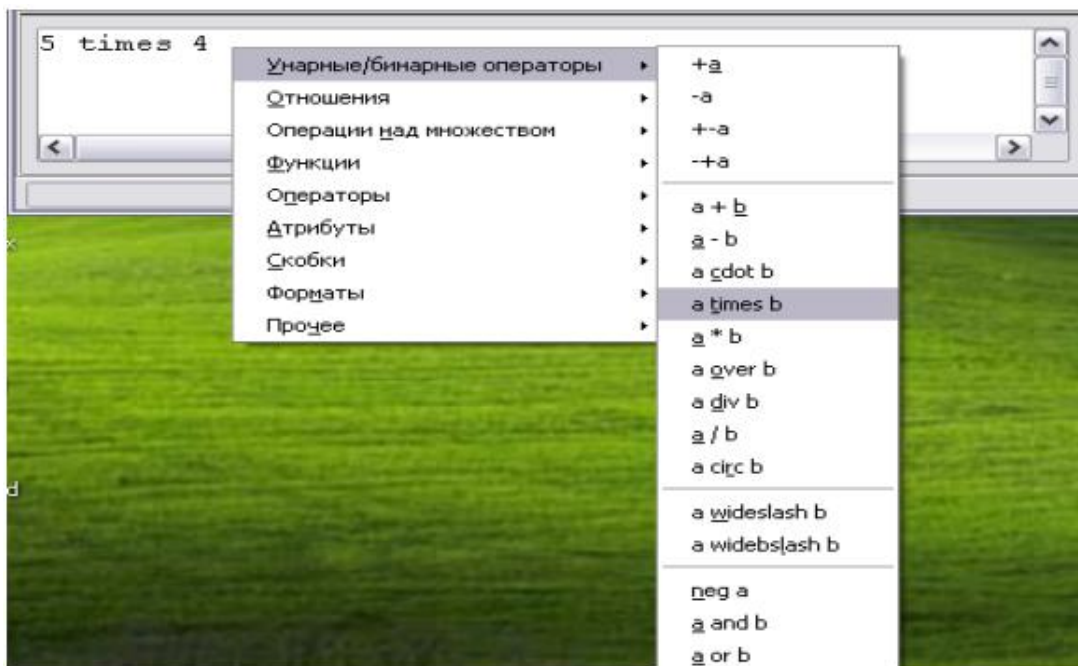 5 times 4
Унарные/бинарные операторы
Отношения
Операции над множеством
Функции
Операторы
Атрибуты
Скобки
Форматы
Прочее
+a
-a
+-a
-+a
a + b
a - b
a cdot b
a times b
a * b
a over b
a div b
a / b
a circ b
a wideslash b
a widebslash b
neg a
a and b
a or b
x
d